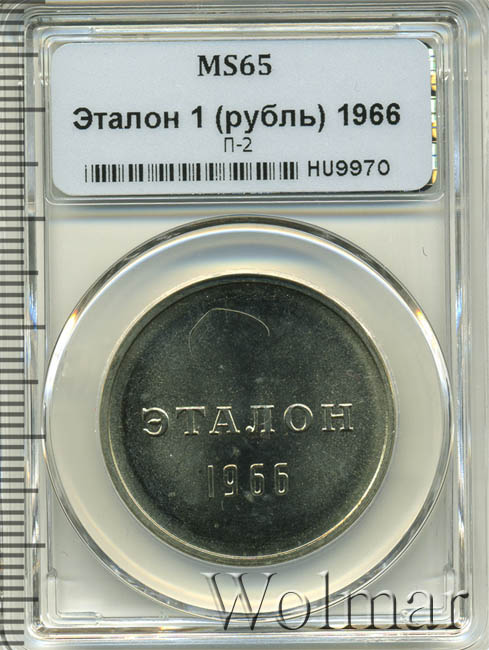 MS65
Эталон 1 (рубль) 1966
П-2
HU9970
ЭТАЛОН
1966
Wolmar